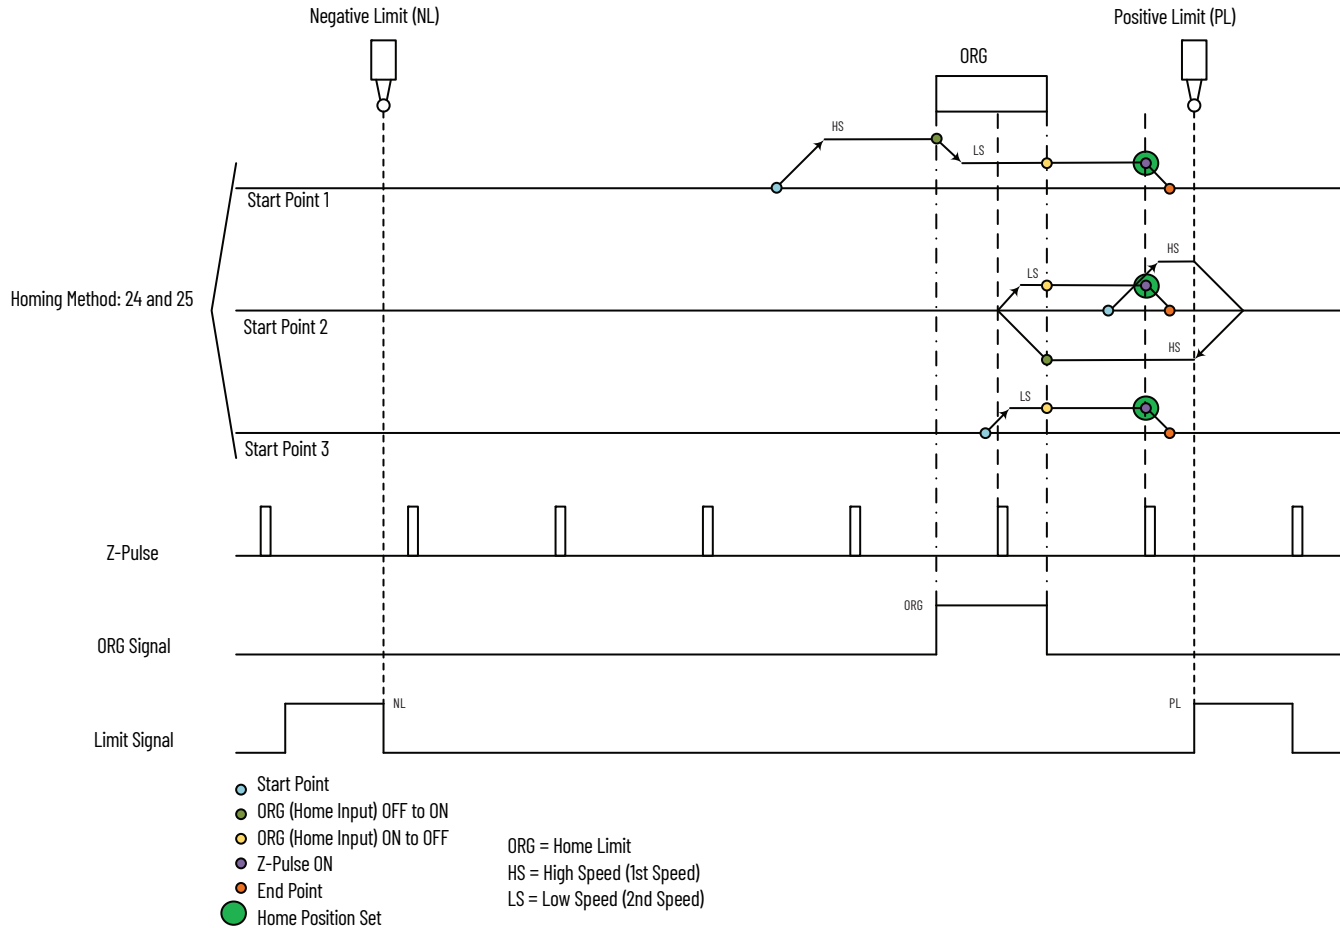 Negative Limit (NL)
Positive Limit (PL)
ORG
HS
LS
Start Point 1
HS
LS
Homing Method: 24 and 25
Start Point 2
HS
LS
Start Point 3
Z-Pulse
ORG
ORG Signal
NL
PL
Limit Signal
Start Point
ORG (Home Input) OFF to ON
ORG (Home Input) ON to OFF
Z-Pulse ON
End Point
Home Position Set
ORG = Home Limit
HS = High Speed (1st Speed)
LS = Low Speed (2nd Speed)